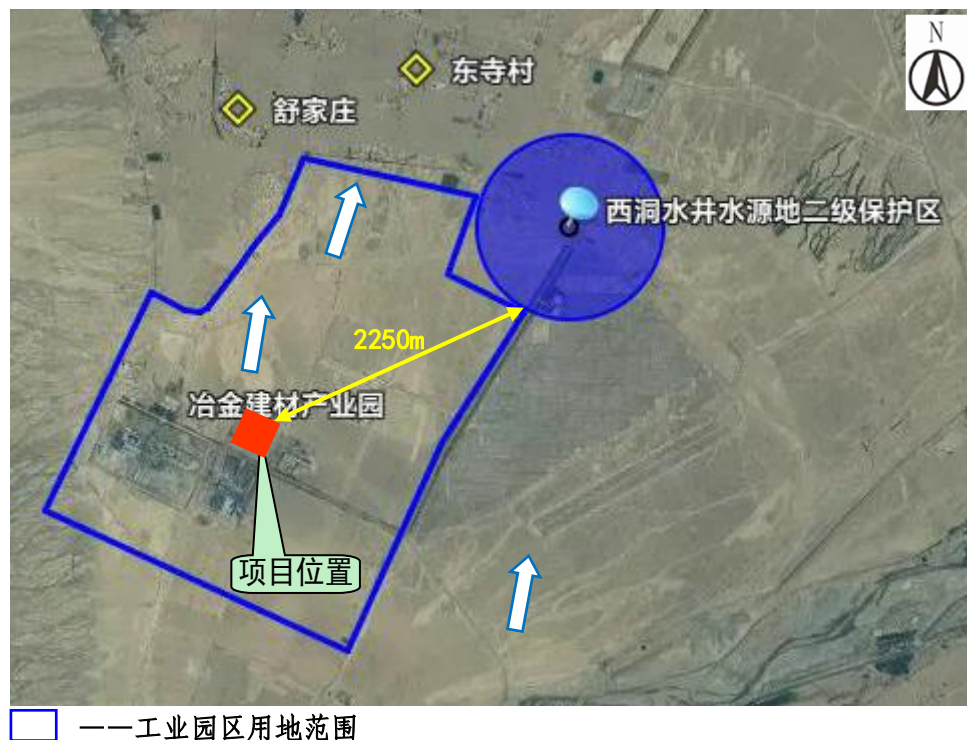 N
东寺村
舒家庄
西洞水井水源地二级保护区
2250m
冶金建材产业园
项目位置
——工业园区用地范围